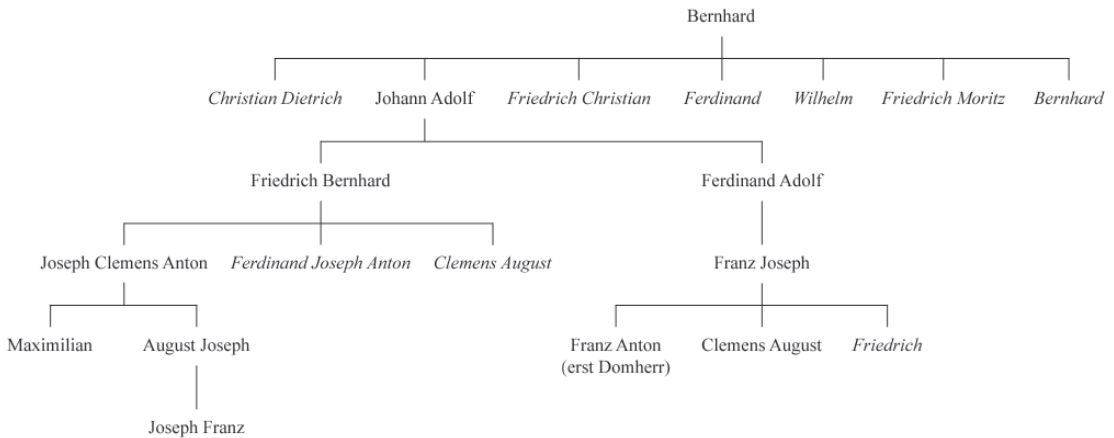 Bernhard
Christian Dietrich Johann Adolf Friedrich Christian Ferdinand Wilhelm Friedrich Moritz Bernhard
Friedrich Bernhard Ferdinand Adolf
Joseph Clemens Anton Ferdinand Joseph Anton Clemens August Franz Joseph
Maximilian August Joseph Franz Anton Clemens August Friedrich
(erst Domherr)
Joseph Franz